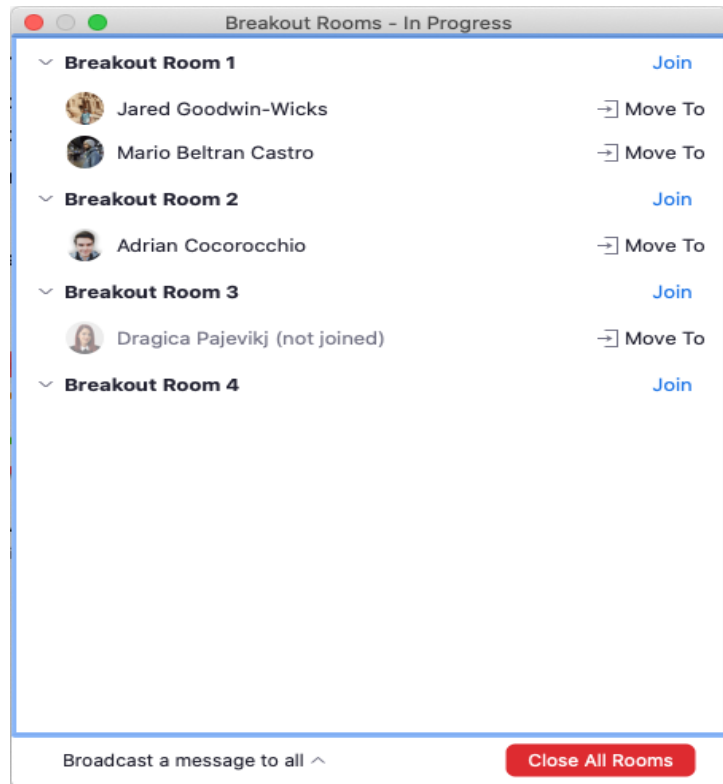 Breakout Rooms - In Progress
Breakout Room 1 Join
Jared Goodwin-Wicks Move To
Mario Beltran Castro Move To
Breakout Room 2 Join
Adrian Cocorocchio Move To
Breakout Room 3 Join
Dragica Pajevikj (not joined) Move To
Breakout Room 4 Join
Broadcast a message to all Close All Rooms